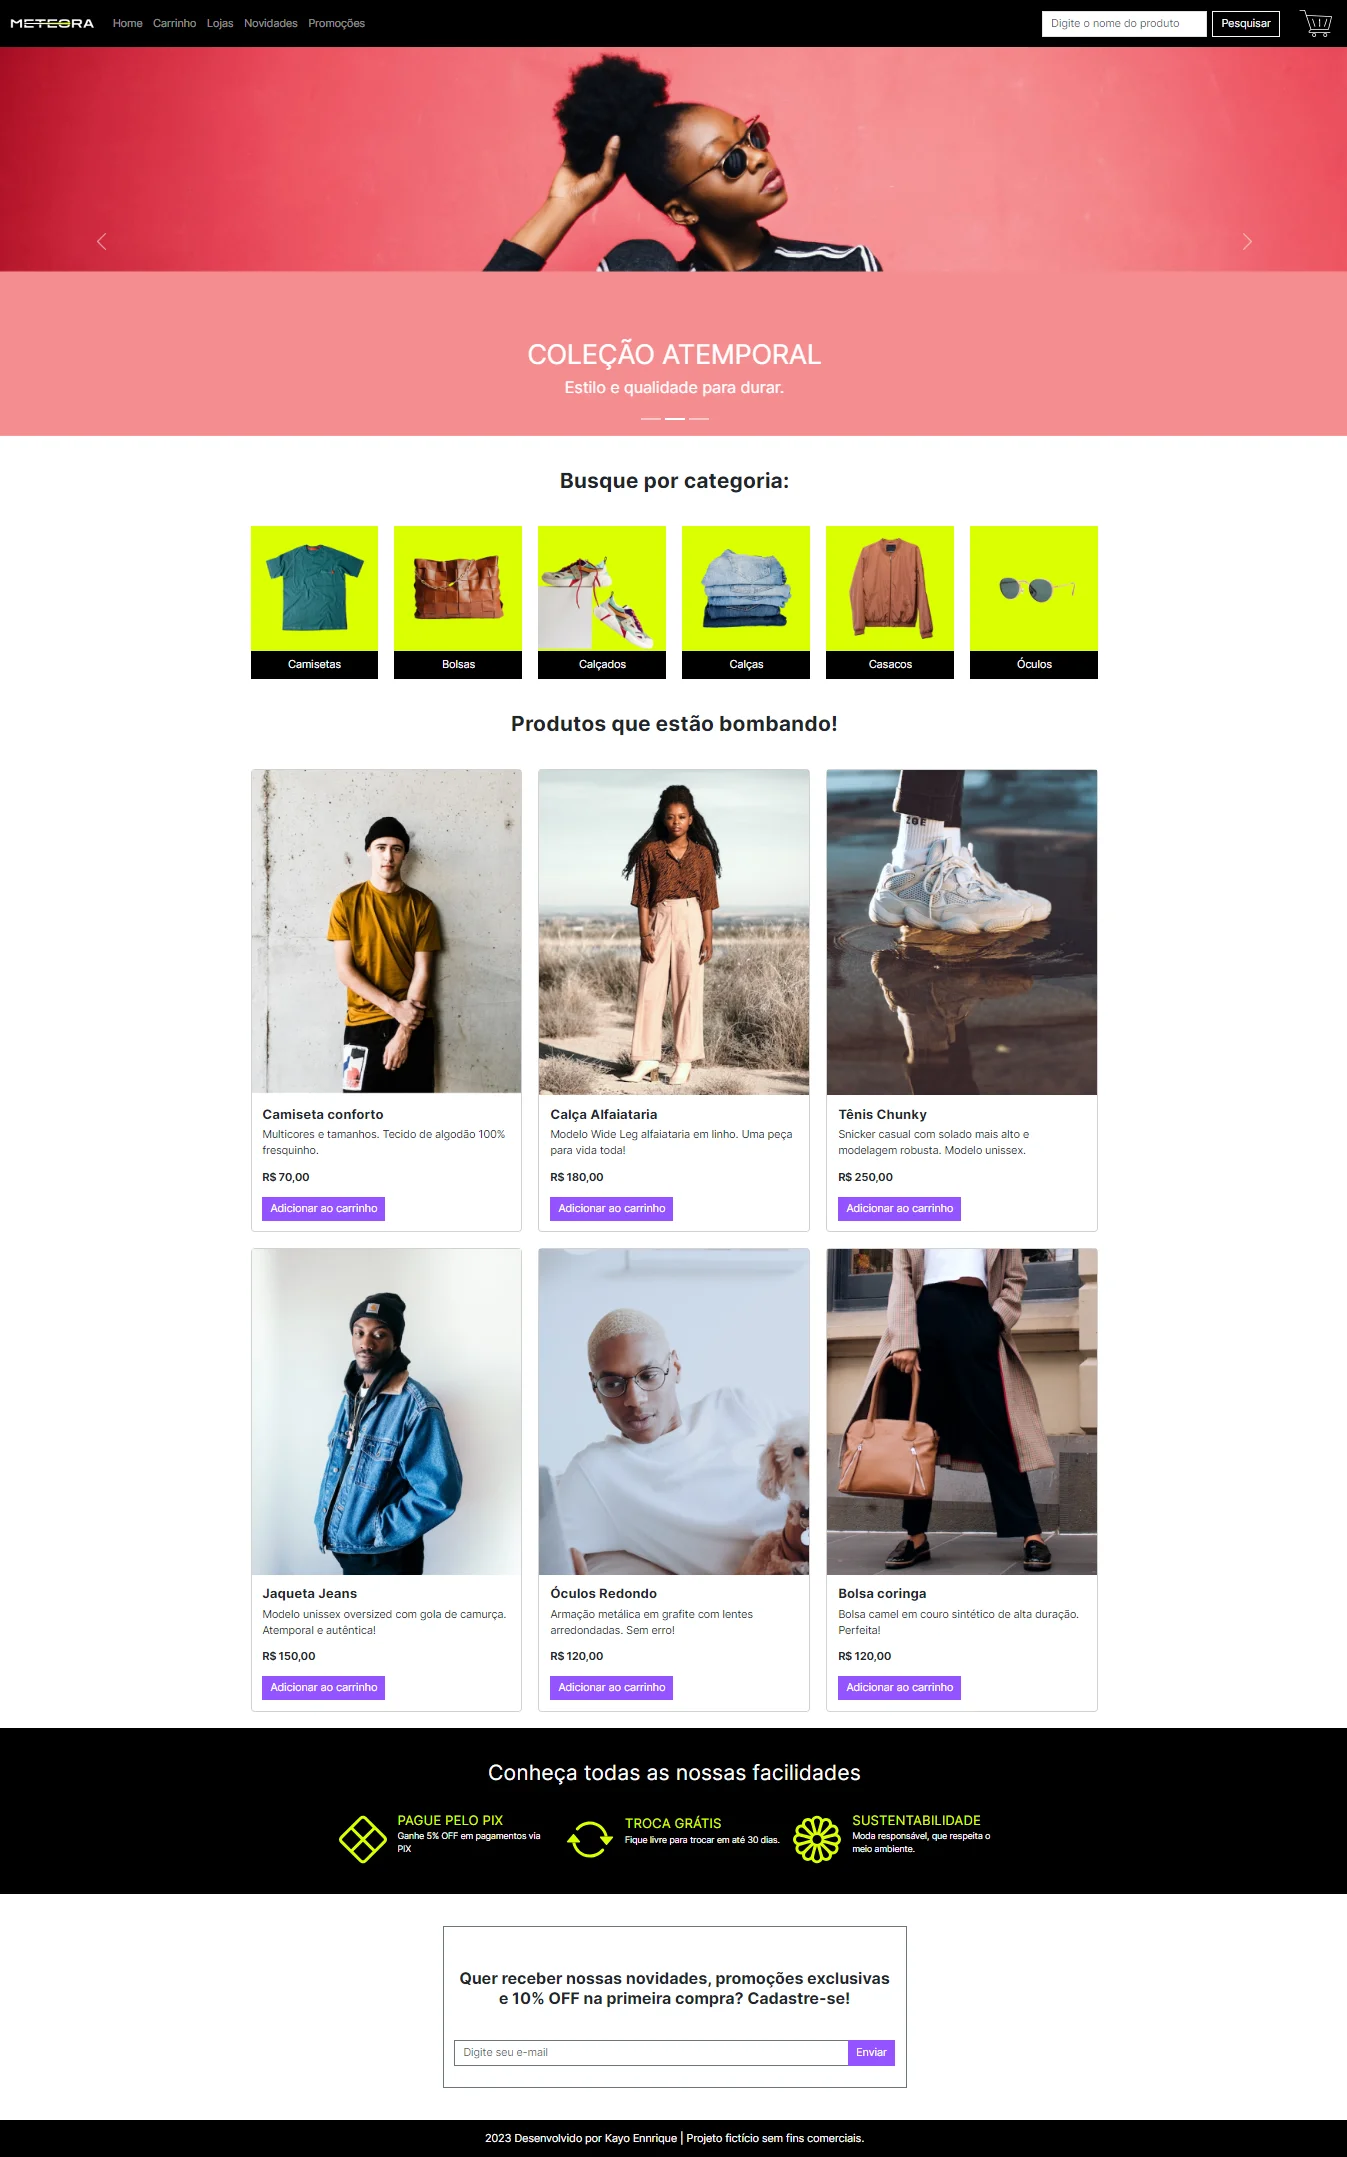 METEORA
Home Carrinho Lojas Novidades Promoções
Digite o nome do produto Pesquisar
COLEÇÃO ATEMPORAL
Estilo e qualidade para durar.
Busque por categoria:
Camisetas Bolsas Calçados Calças Casacos Óculos
Produtos que estão bombando!
ZGE
Camiseta conforto
Multicores e tamanhos. Tecido de algodão 100%
fresquinho.
R$ 70,00
Adicionar ao carrinho
Calça Alfaiataria
Modelo Wide Leg alfaiataria em linho. Uma peça
para vida toda!
R$ 180,00
Adicionar ao carrinho
Tênis Chunky
Snicker casual com solado mais alto e
modelagem robusta. Modelo unissex.
R$ 250,00
Adicionar ao carrinho
Jaqueta Jeans
Modelo unissex oversized com gola de camurça.
Atemporal e autêntica!
R$ 150,00
Adicionar ao carrinho
Óculos Redondo
Armação metálica em grafite com lentes
arredondadas. Sem erro!
R$ 120,00
Adicionar ao carrinho
Bolsa coringa
Bolsa camel em couro sintético de alta duração.
Perfeita!
R$ 120,00
Adicionar ao carrinho
Conheça todas as nossas facilidades
PAGUE PELO PIX
Ganhe 5% OFF em pagamentos via
PIX
TROCA GRÁTIS
Fique livre para trocar em até 30 dias.
SUSTENTABILIDADE
Moda responsável, que respeita o
meio ambiente.
Quer receber nossas novidades, promoções exclusivas
e 10% OFF na primeira compra? Cadastre-se!
Digite seu e-mail Enviar
2023 Desenvolvido por Kayo Ennrique | Projeto fictício sem fins comerciais.